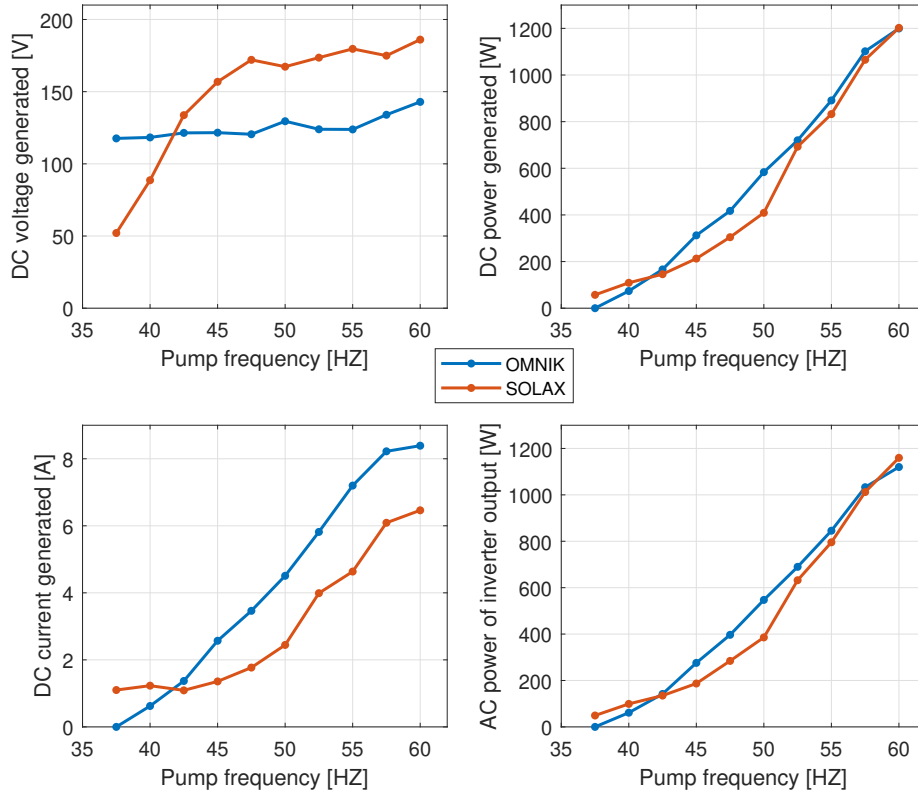 DC voltage generated [V]
200
150
100
50
0
35 40 45 50 55 60
Pump frequency [HZ]
DC power generated [W]
1200
1000
800
600
400
200
0
35 40 45 50 55 60
Pump frequency [HZ]
OMNIK
SOLAX
DC current generated [A]
8
6
4
2
0
35 40 45 50 55 60
Pump frequency [HZ]
AC power of inverter output [W]
1200
1000
800
600
400
200
0
35 40 45 50 55 60
Pump frequency [HZ]